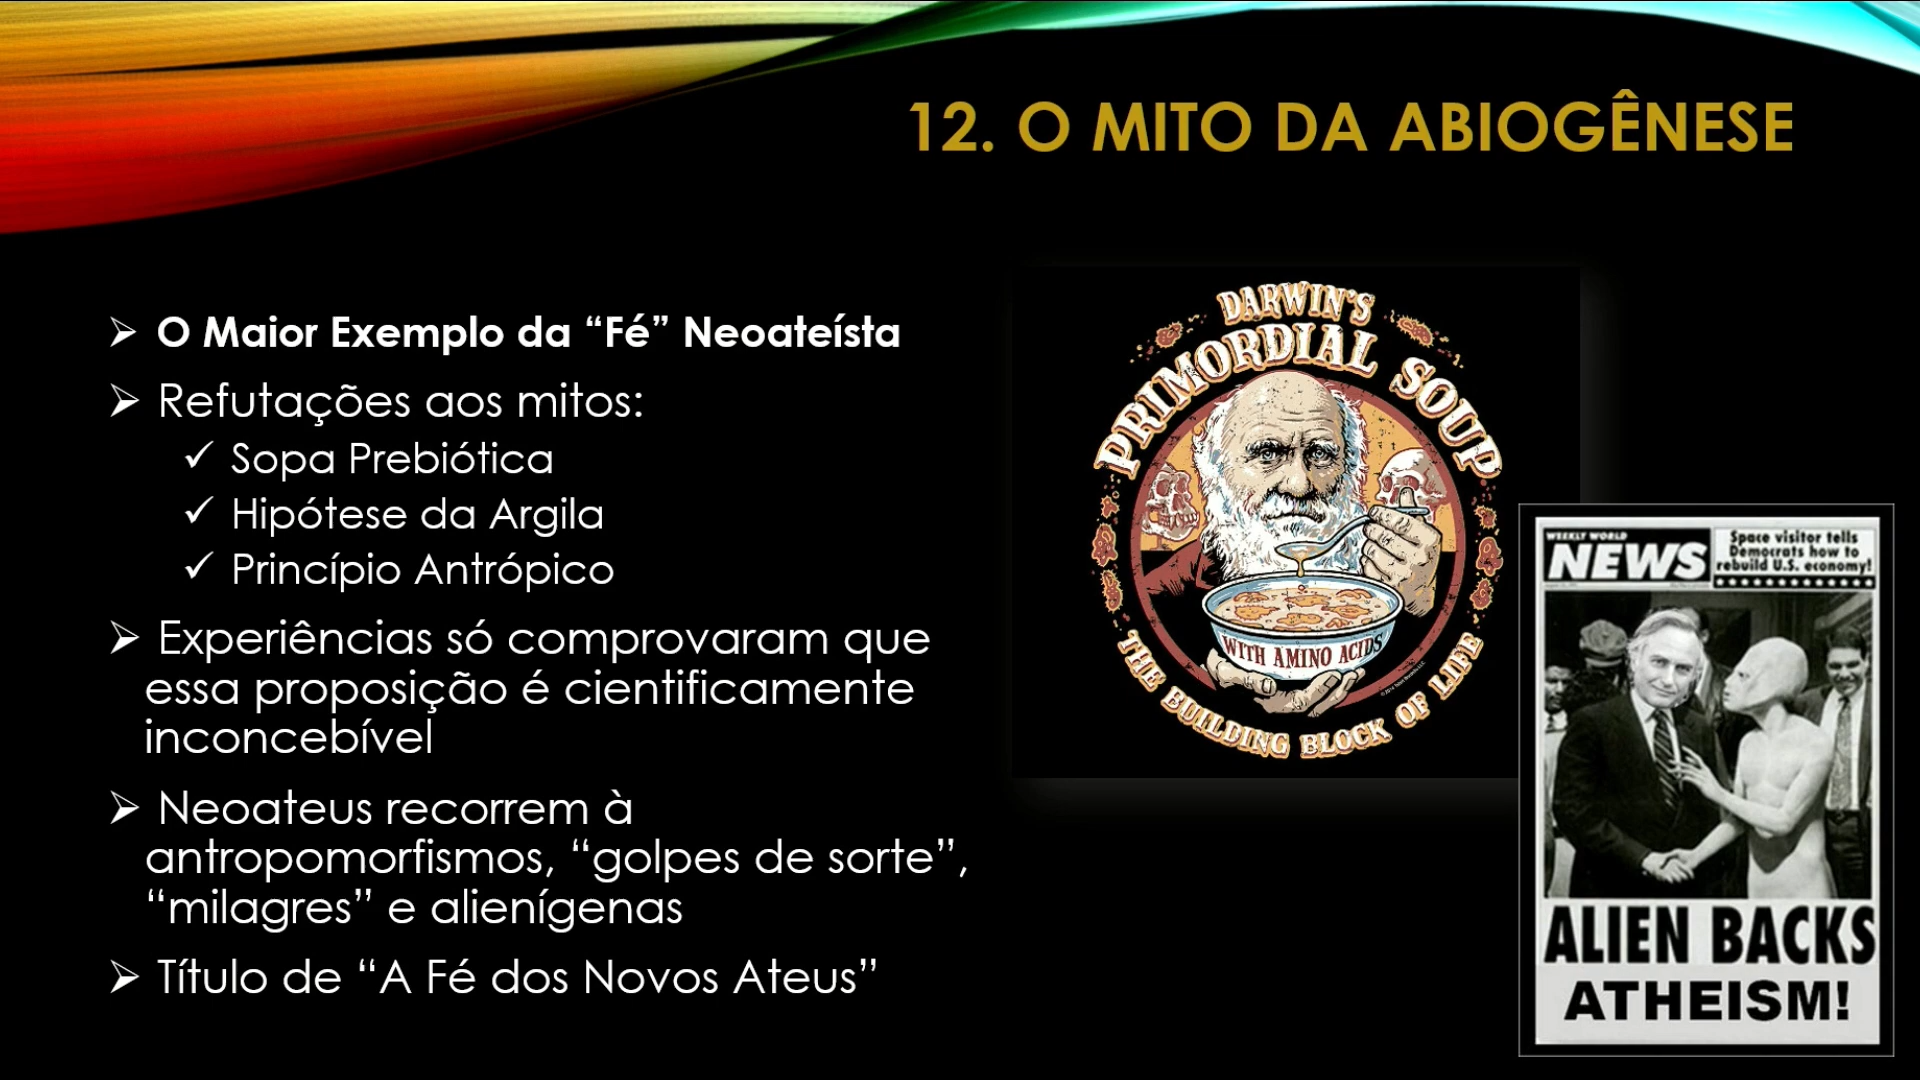 12. O MITO DA ABIOGÊNESE
➢ O Maior Exemplo da “Fé” Neoateísta
➢ Refutações aos mitos:
✓ Sopa Prebiótica
✓ Hipótese da Argila
✓ Princípio Antrópico
➢ Experiências só comprovaram que
essa proposição é cientificamente
inconcebível
➢ Neoateus recorrem à
antropomorfismos, “golpes de sorte”,
“milagres” e alienígenas
➢ Título de “A Fé dos Novos Ateus”
DARWIN'S
PRIMORDIAL SOUP
WITH AMINO ACIDS
THE BUILDING BLOCK OF LIFE
WEEKLY WORLD
NEWS
Space visitor tells
Democrats how to
rebuild U.S. economy!
ALIEN BACKS
ATHEISM!